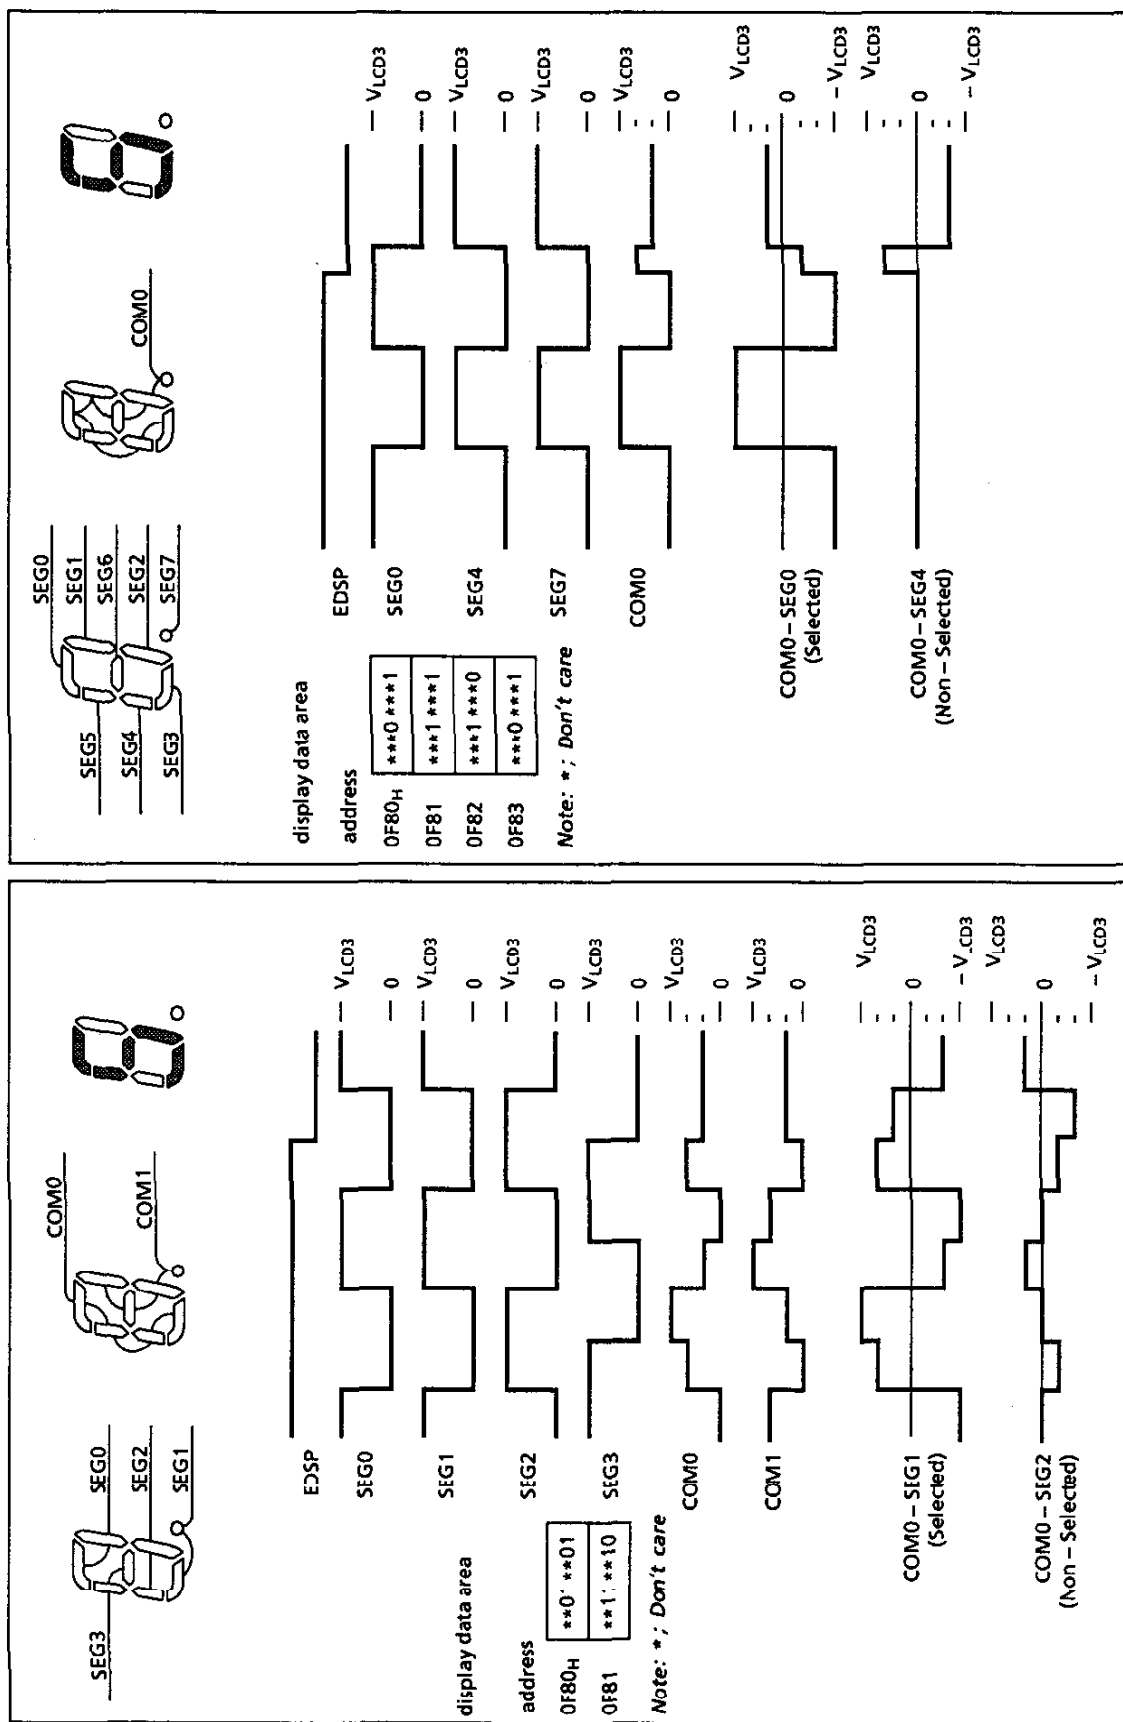 SEG3
SEG0
SEG2
SEG1
COM0
COM1
display data area
address
0F80H **0* **01
0F81 **1* **10
Note: *; Don't care
EDSP
SEG0
VLCD3
0
SEG1
VLCD3
0
SEG2
VLCD3
0
SEG3
VLCD3
0
COM0
VLCD3
0
COM1
VLCD3
0
COM0 – SEG1
(Selected)
VLCD3
0
– VLCD3
COM0 – SEG2
(Non – Selected)
VLCD3
0
– VLCD3
SEG5
SEG4
SEG3
SEG0
SEG1
SEG6
SEG2
SEG7
COM0
display data area
address
0F80H ***0 ***1
0F81 ***1 ***1
0F82 ***1 ***0
0F83 ***0 ***1
Note: *; Don't care
EDSP
SEG0
VLCD3
0
SEG4
VLCD3
0
SEG7
VLCD3
0
COM0
VLCD3
0
COM0 – SEG0
(Selected)
VLCD3
0
– VLCD3
COM0 – SEG4
(Non – Selected)
VLCD3
0
– VLCD3